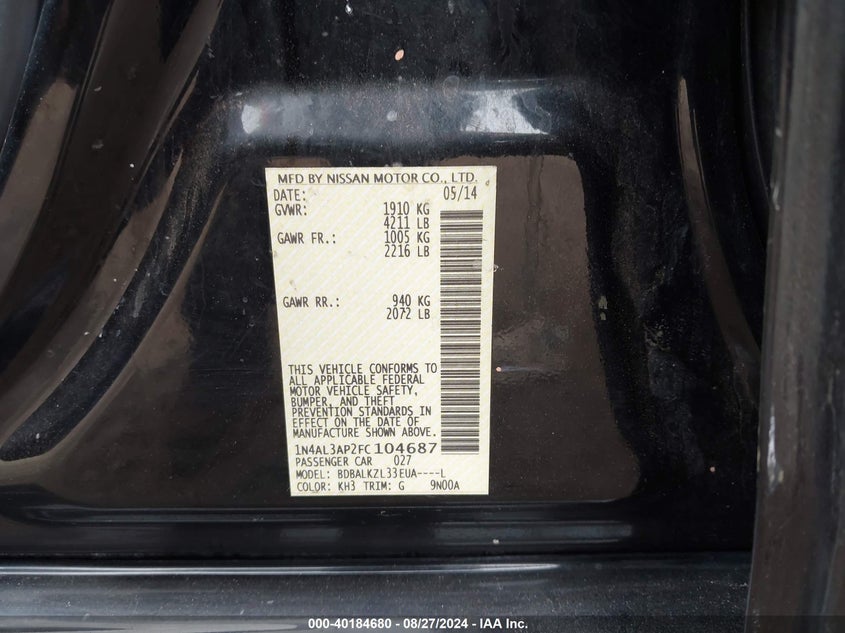 MFD BY NISSAN MOTOR CO., LTD.
DATE: 05/14
GVWR: 1910 KG
4211 LB
GAWR FR.: 1005 KG
2216 LB
GAWR RR.: 940 KG
2072 LB
THIS VEHICLE CONFORMS TO
ALL APPLICABLE FEDERAL
MOTOR VEHICLE SAFETY,
BUMPER, AND THEFT
PREVENTION STANDARDS IN
EFFECT ON THE DATE OF
MANUFACTURE SHOWN ABOVE.
1N4AL3AP2FC104687
PASSENGER CAR 027
MODEL: BDBALKZL33EUA----L
COLOR: KH3 TRIM: G 9N00A
000-40184680 - 08/27/2024 - IAA Inc.